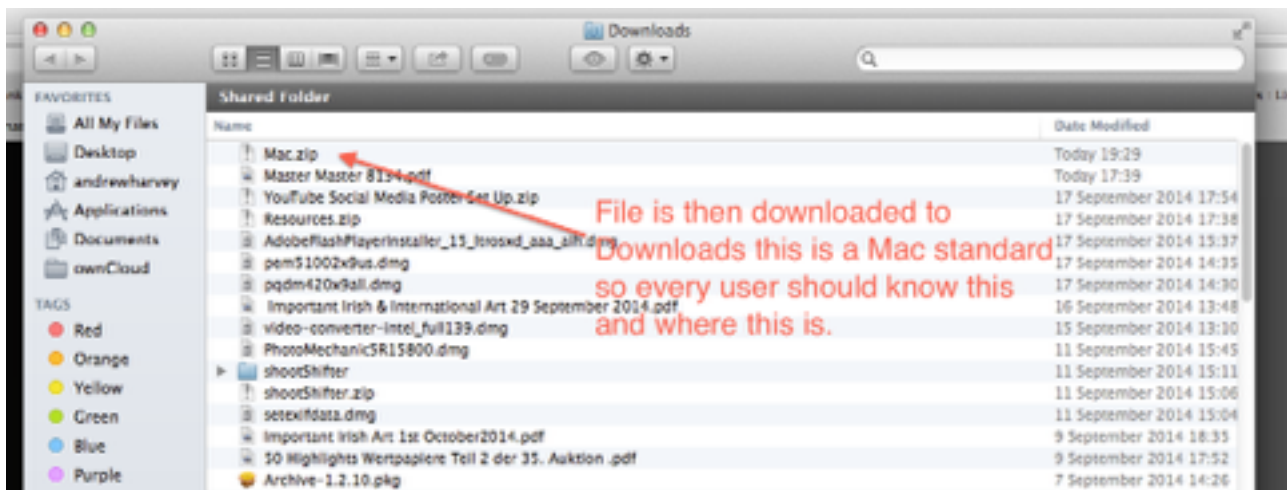 Downloads
FAVORITES
All My Files
Desktop
andrewharvey
Applications
Documents
ownCloud
TAGS
Red
Orange
Yellow
Green
Blue
Purple
Shared Folder
Name Date Modified
Mac.zip Today 19:29
Master Master 8134.pdf Today 17:39
YouTube Social Media Poster Set Up.zip 17 September 2014 17:54
Resources.zip 17 September 2014 17:38
17 September 2014 15:37
pem51002x9us.dmg 17 September 2014 14:35
pqdm420x9all.dmg 17 September 2014 14:30
Important Irish & International Art 29 September 2014.pdf 16 September 2014 13:48
video-converter-intel_full139.dmg 15 September 2014 13:10
PhotoMechanic5R15800.dmg 11 September 2014 15:45
shootShifter 11 September 2014 15:11
shootShifter.zip 11 September 2014 15:06
setexifdata.dmg 11 September 2014 15:04
Important Irish Art 1st October2014.pdf 9 September 2014 18:35
50 Highlights Wertpapiere Teil 2 der 35. Auktion .pdf 9 September 2014 17:52
Archive-1.2.10.pkg 7 September 2014 14:26
File is then downloaded to
Downloads this is a Mac standard
so every user should know this
and where this is.